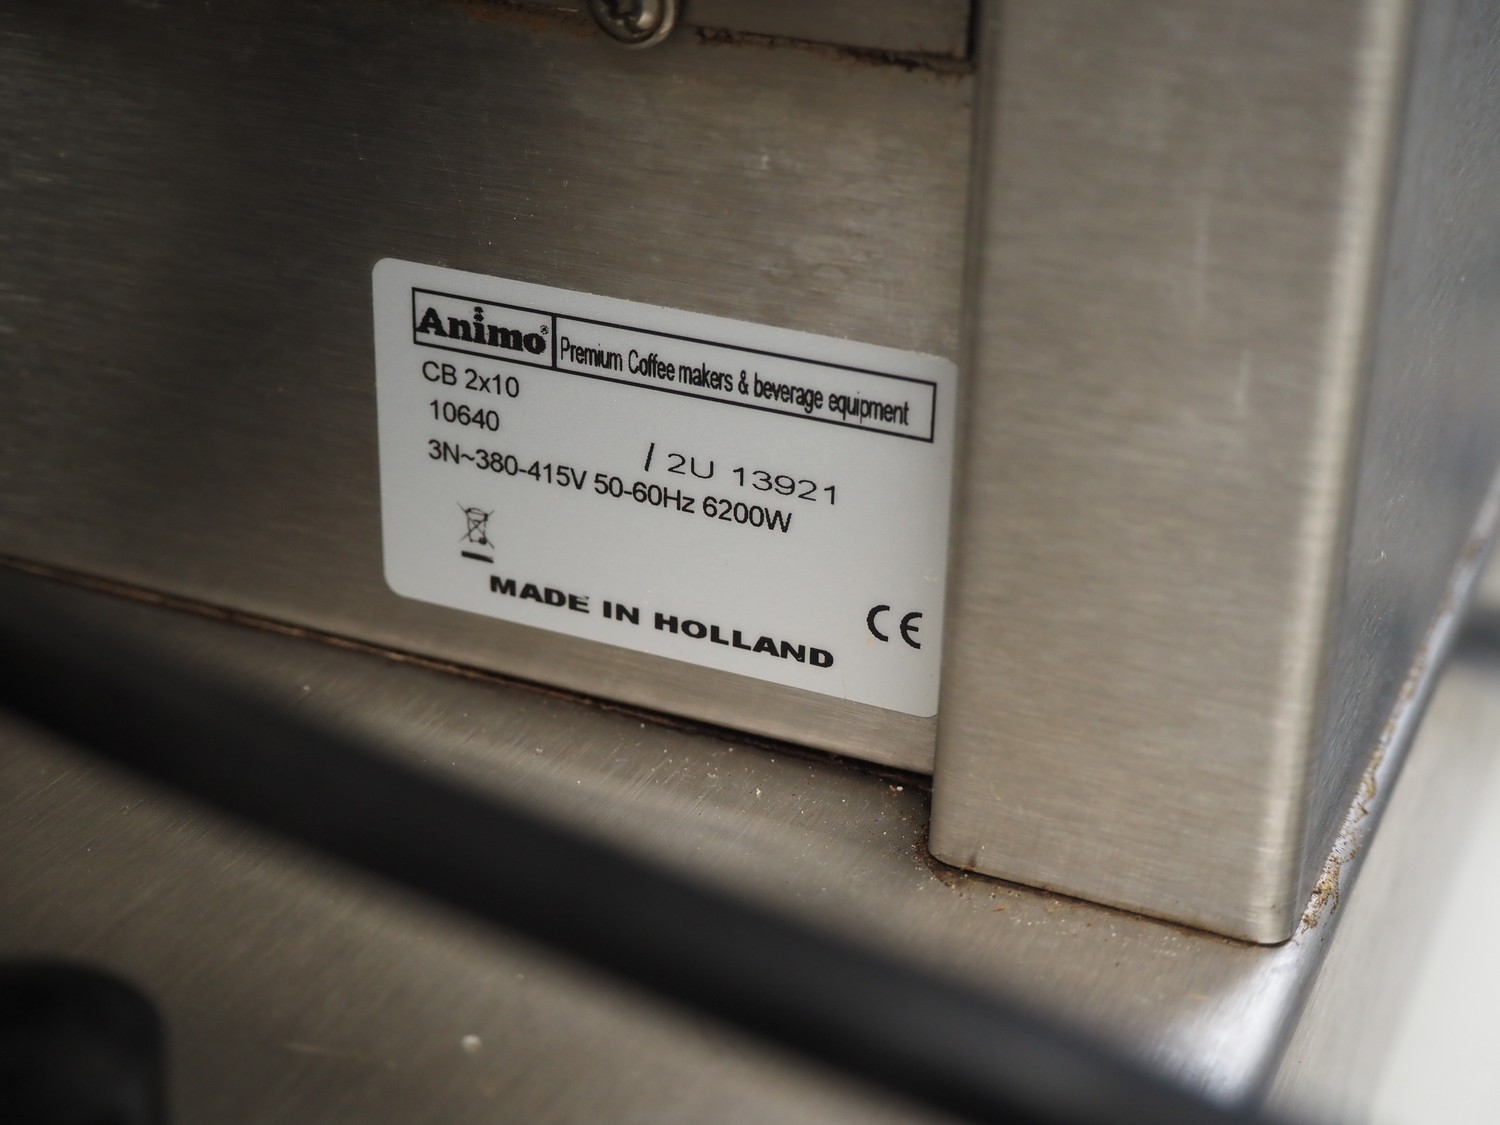 Animo® Premium Coffee makers & beverage equipment
CB 2x10
10640 / 2U 13921
3N~380-415V 50-60Hz 6200W
MADE IN HOLLAND CE